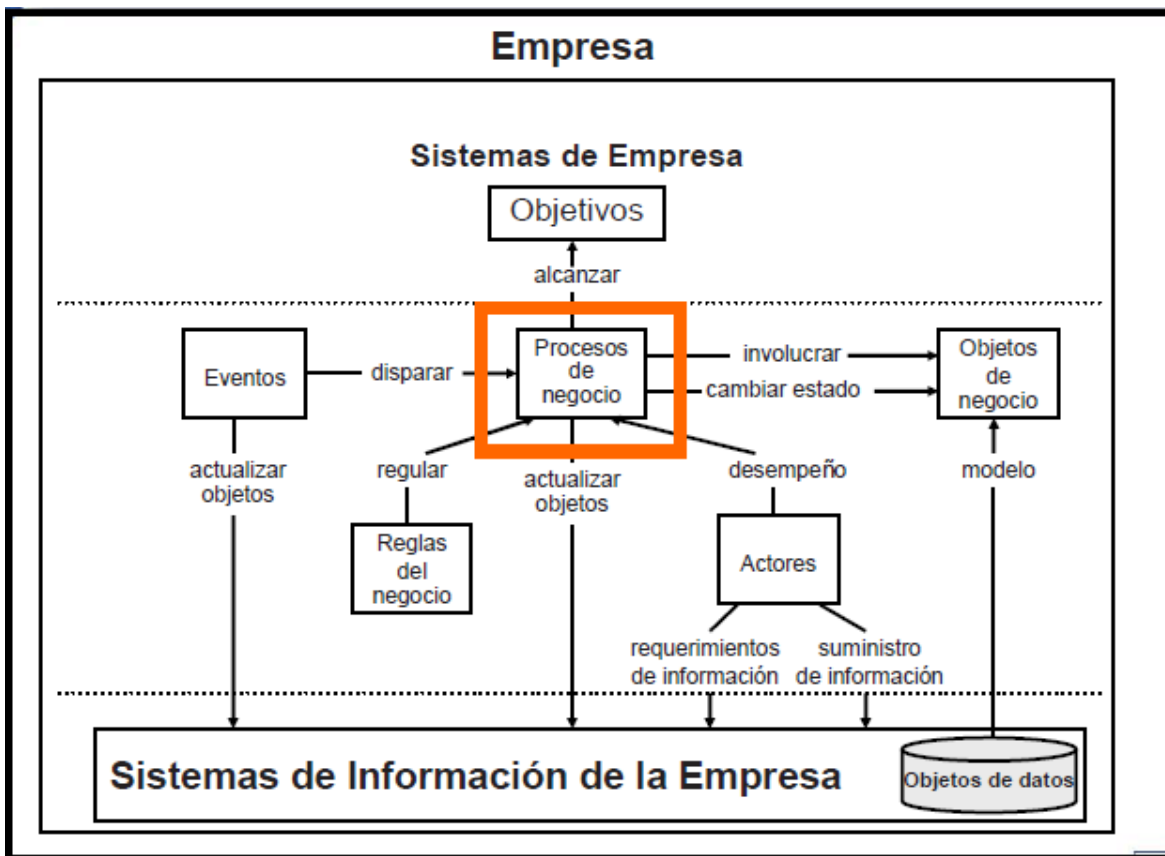 Empresa
Sistemas de Empresa
Objetivos
alcanzar
Eventos
disparar
Procesos
de
negocio
involucrar
cambiar estado
Objetos
de
negocio
actualizar
objetos
regular
actualizar
objetos
desempeño
modelo
Reglas
del
negocio
Actores
requerimientos
de información
suministro
de información
Sistemas de Información de la Empresa
Objetos de datos